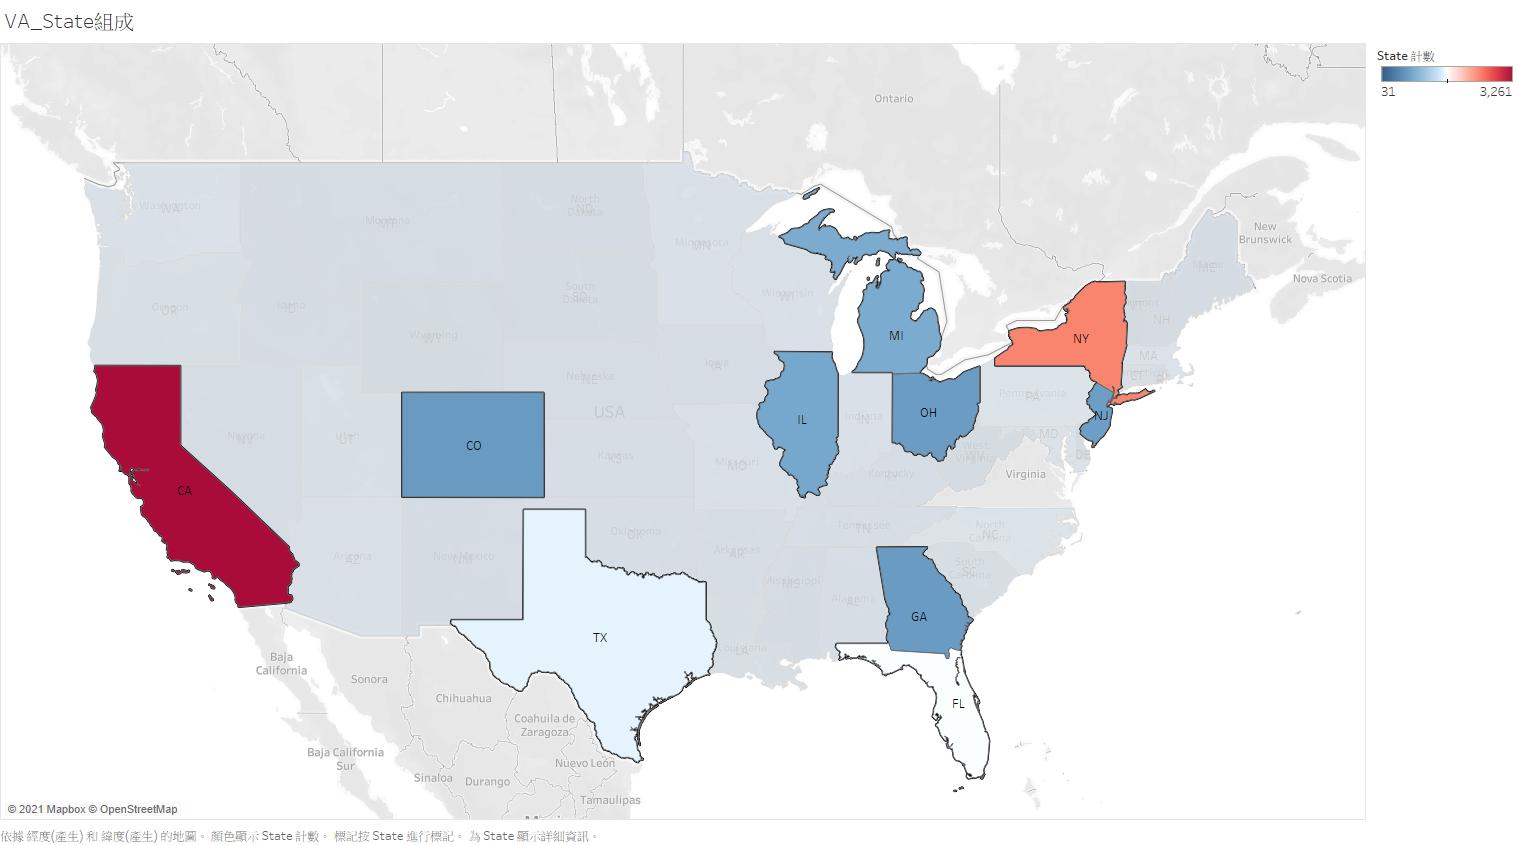 VA_State組成
State 計數
31 3,261
Ontario
Washington
WA
Montana
MT
North
Dakota
ND
Minnesota
MN
New
Brunswick
Maine
ME
Nova Scotia
Oregon
OR
Idaho
ID
South
Dakota
SD
Wisconsin
WI
Wyoming
WY
MI
NY
NH
MA
CT
RI
Iowa
IA
Nebraska
NE
USA
Pennsylvania
PA
NJ
OH
Indiana
IN
IL
CO
Nevada
NV
Utah
UT
Kansas
KS
Missouri
MO
MD
DE
West
Virginia
WV
Virginia
Kentucky
KY
CA
Oklahoma
OK
Tennessee
TN
North
Carolina
NC
Arizona
AZ
New Mexico
NM
Arkansas
AR
South
Carolina
SC
Mississippi
MS
Alabama
AL
GA
TX
Louisiana
LA
FL
Baja
California
Sonora
Chihuahua
Coahuila de
Zaragoza
Baja California
Sur
Sinaloa
Durango
Nuevo León
Tamaulipas
© 2021 Mapbox © OpenStreetMap
依據 經度(產生) 和 緯度(產生) 的地圖。 顏色顯示 State 計數。 標記按 State 進行標記。 為 State 顯示詳細資訊。